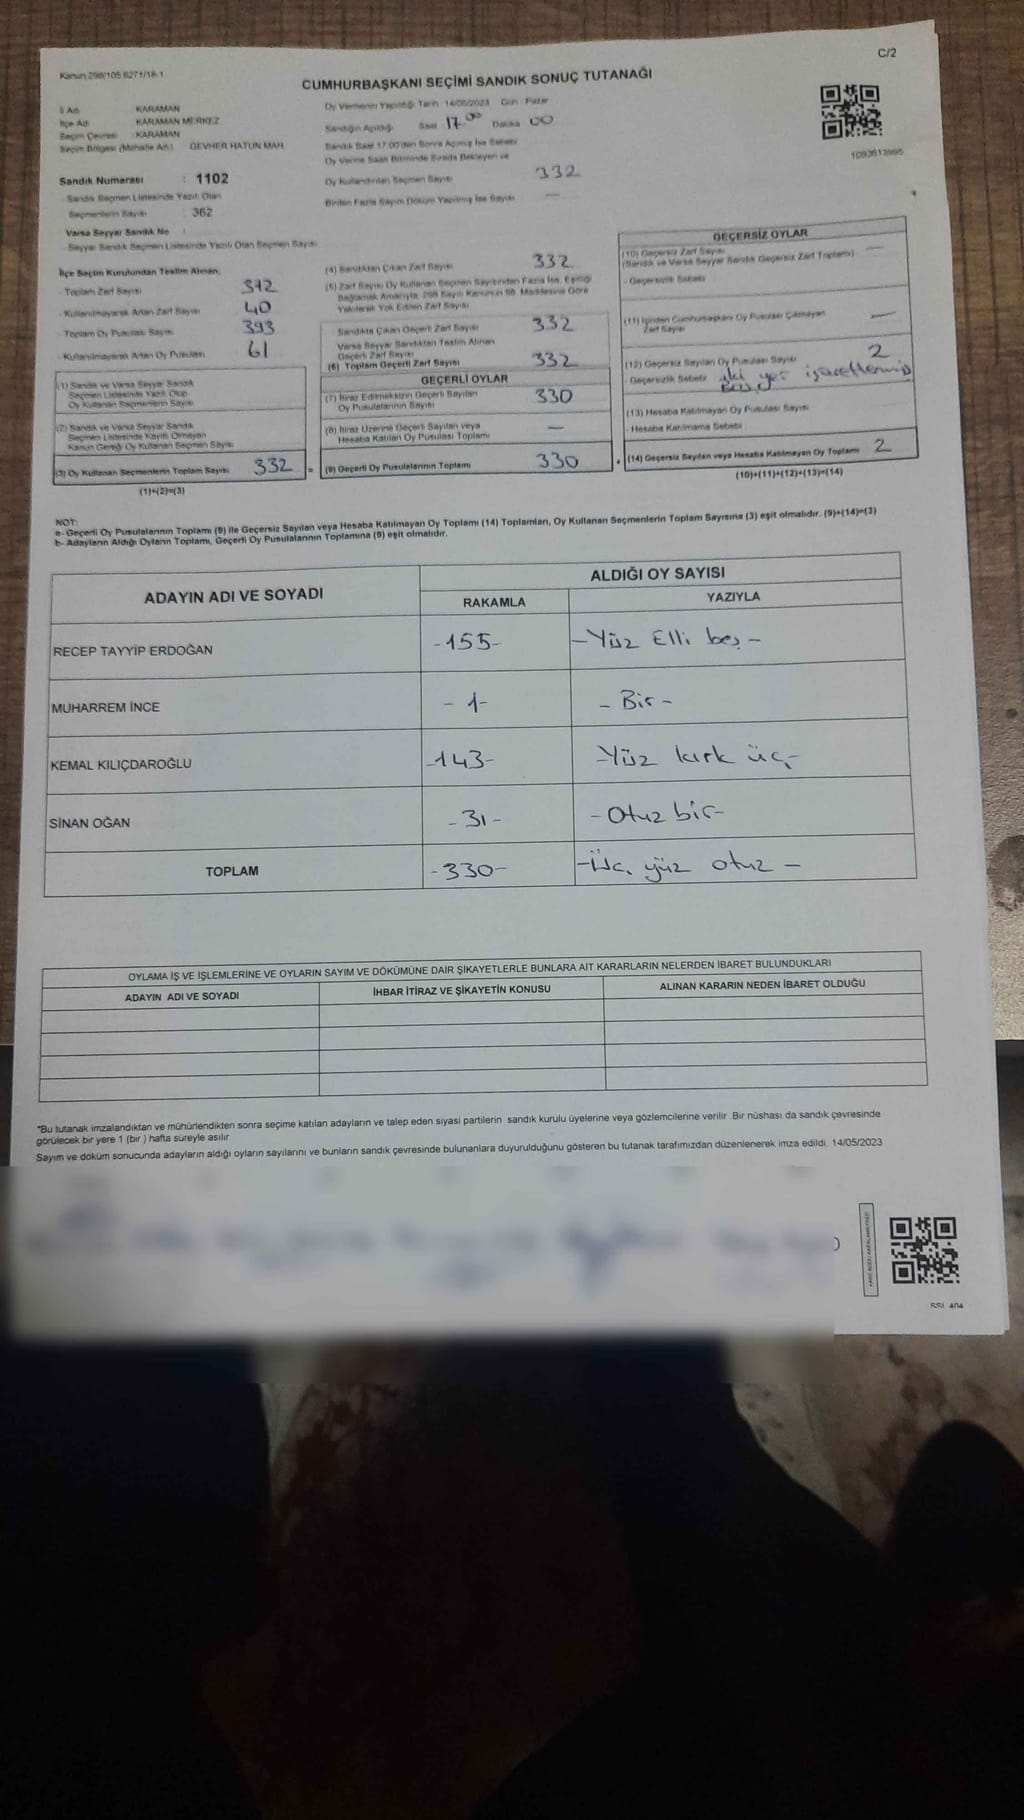 C/2
Kanun 298/105 6271/18-1
CUMHURBAŞKANI SEÇİMİ SANDIK SONUÇ TUTANAĞI
İl Adı KARAMAN
İlçe Adı KARAMAN MERKEZ
Seçim Çevresi KARAMAN
Seçim Bölgesi (Mahalle Adı) GEVHER HATUN MAH
Sandık Numarası : 1102
Sandık Seçmen Listesinde Yazılı Olan
Seçmenlerin Sayısı : 362
Varsa Seyyar Sandık No :
Seyyar Sandık Seçmen Listesinde Yazılı Olan Seçmen Sayısı
Oy Vermenin Yapıldığı Tarih 14/05/2023 Gün Pazar
Sandığın Açıldığı Saat 17.00 Dakika 00
Sandık Saat 17:00'den Sonra Açılmış İse Sebebi
Oy Verme Saati Bitiminde Sırada Bekleyen ve
Oy Kullandırılan Seçmen Sayısı 332
Birden Fazla Sayım Döküm Yapılmış İse Sayısı —
1093613995
İlçe Seçim Kurulundan Teslim Alınan;
- Toplam Zarf Sayısı 372
- Kullanılmayarak Artan Zarf Sayısı 40
- Toplam Oy Pusulası Sayısı 393
- Kullanılmayarak Artan Oy Pusulası 61
(1) Sandık ve Varsa Seyyar Sandık
Seçmen Listesinde Yazılı Olup
Oy Kullanan Seçmenlerin Sayısı
(2) Sandık ve Varsa Seyyar Sandık
Seçmen Listesinde Kayıtlı Olmayan
Kanun Gereği Oy Kullanan Seçmen Sayısı
(3) Oy Kullanan Seçmenlerin Toplam Sayısı 332 =
(1)+(2)=(3)
(4) Sandıktan Çıkan Zarf Sayısı 332
(5) Zarf Sayısı Oy Kullanan Seçmen Sayısından Fazla İse, Eşitliği
Sağlamak Amacıyla, 298 Sayılı Kanunun 98. Maddesine Göre
Yakılarak Yok Edilen Zarf Sayısı
Sandıkta Çıkan Geçerli Zarf Sayısı 332
Varsa Seyyar Sandıktan Teslim Alınan
Geçerli Zarf Sayısı
(6) Toplam Geçerli Zarf Sayısı 332
GEÇERLİ OYLAR
(7) İtiraz Edilmeksizin Geçerli Sayılan
Oy Pusulalarının Sayısı 330
(8) İtiraz Üzerine Geçerli Sayılan veya
Hesaba Katılan Oy Pusulası Toplamı —
(9) Geçerli Oy Pusulalarının Toplamı 330 +
GEÇERSİZ OYLAR
(10) Geçersiz Zarf Sayısı —
(Sandık ve Varsa Seyyar Sandık Geçersiz Zarf Toplamı)
- Geçersizlik Sebebi
(11) İçinden Cumhurbaşkanı Oy Pusulası Çıkmayan
Zarf Sayısı —
(12) Geçersiz Sayılan Oy Pusulası Sayısı 2
- Geçersizlik Sebebi iki yer işaretlenmiş
(13) Hesaba Katılmayan Oy Pusulası Sayısı
- Hesaba Katılmama Sebebi
(14) Geçersiz Sayılan veya Hesaba Katılmayan Oy Toplamı 2
(10)+(11)+(12)+(13)=(14)
NOT:
a- Geçerli Oy Pusulalarının Toplamı (9) ile Geçersiz Sayılan veya Hesaba Katılmayan Oy Toplamı (14) Toplamları, Oy Kullanan Seçmenlerin Toplam Sayısına (3) eşit olmalıdır. (9)+(14)=(3)
b- Adayların Aldığı Oyların Toplamı, Geçerli Oy Pusulalarının Toplamına (9) eşit olmalıdır.
ADAYIN ADI VE SOYADI
ALDIĞI OY SAYISI
RAKAMLA YAZIYLA
RECEP TAYYİP ERDOĞAN -155- -Yüz Elli beş-
MUHARREM İNCE -1- -Bir-
KEMAL KILIÇDAROĞLU -143- -Yüz kırk üç-
SİNAN OĞAN -31- -Otuz bir-
TOPLAM -330- -Üç yüz otuz-
OYLAMA İŞ VE İŞLEMLERİNE VE OYLARIN SAYIM VE DÖKÜMÜNE DAİR ŞİKAYETLERLE BUNLARA AİT KARARLARIN NELERDEN İBARET BULUNDUKLARI
ADAYIN ADI VE SOYADI İHBAR İTİRAZ VE ŞİKAYETİN KONUSU ALINAN KARARIN NEDEN İBARET OLDUĞU
*Bu tutanak imzalandıktan ve mühürlendikten sonra seçime katılan adayların ve talep eden siyasi partilerin sandık kurulu üyelerine veya gözlemcilerine verilir. Bir nüshası da sandık çevresinde
görülecek bir yere 1 (bir) hafta süreyle asılır.
Sayım ve döküm sonucunda adayların aldığı oyların sayılarını ve bunların sandık çevresinde bulunanlara duyurulduğunu gösteren bu tutanak tarafımızdan düzenlenerek imza edildi. 14/05/2023